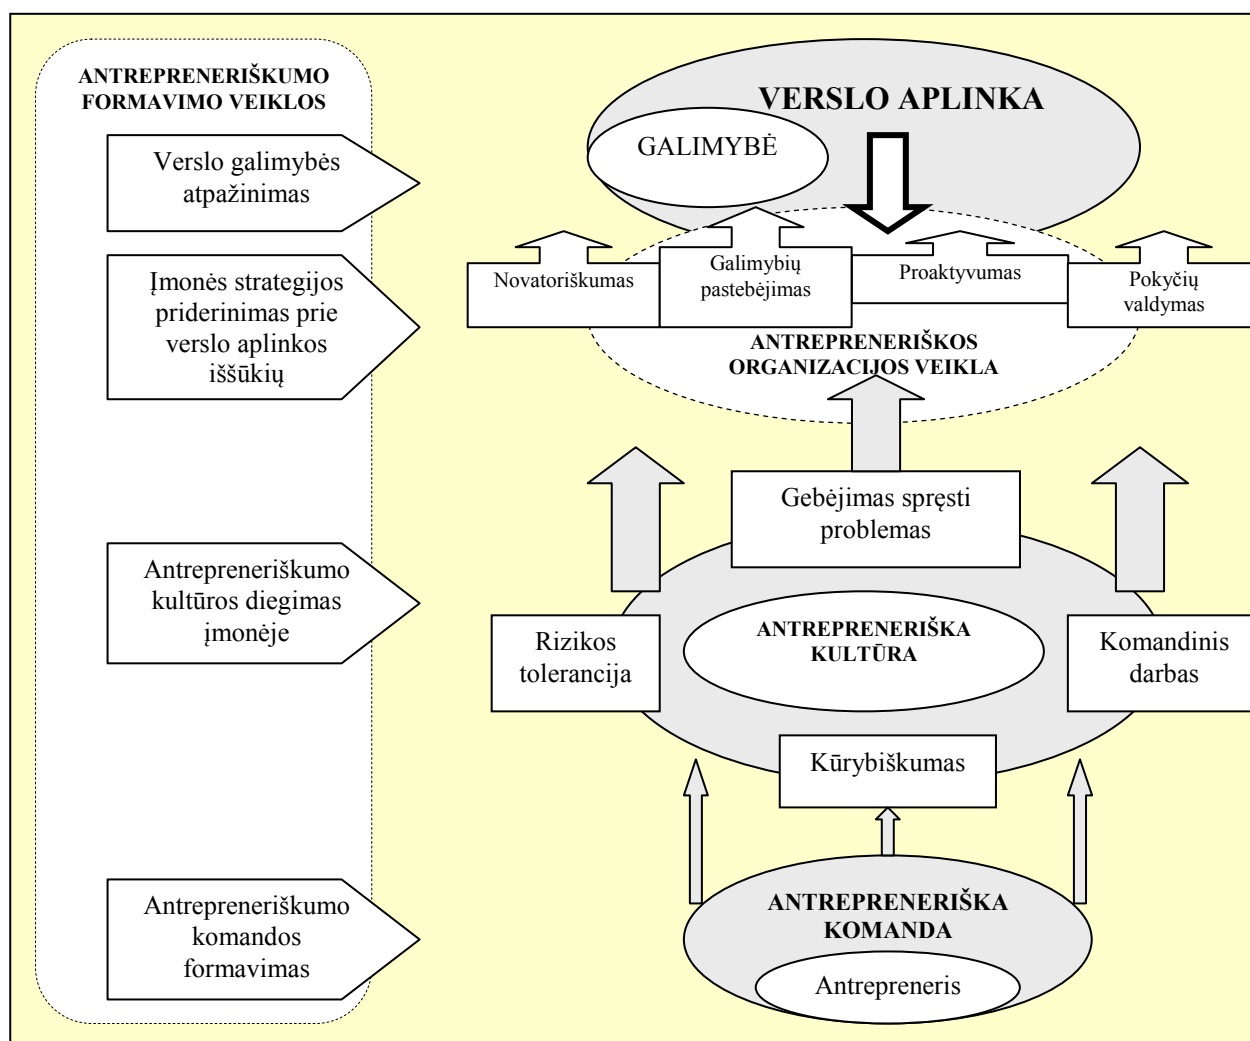 ANTREPRENERIŠKUMO
FORMAVIMO VEIKLOS
Verslo galimybės
atpažinimas
Įmonės strategijos
priderinimas prie
verslo aplinkos
iššūkių
Antrepreneriškumo
kultūros diegimas
įmonėje
Antrepreneriškumo
komandos
formavimas
VERSLO APLINKA
GALIMYBĖ
Novatoriškumas
Galimybių
pastebėjimas
Proaktyvumas
Pokyčių
valdymas
ANTREPRENERIŠKOS
ORGANIZACIJOS VEIKLA
Gebėjimas spręsti
problemas
Rizikos
tolerancija
ANTREPRENERIŠKA
KULTŪRA
Komandinis
darbas
Kūrybiškumas
ANTREPRENERIŠKA
KOMANDA
Antrepreneris